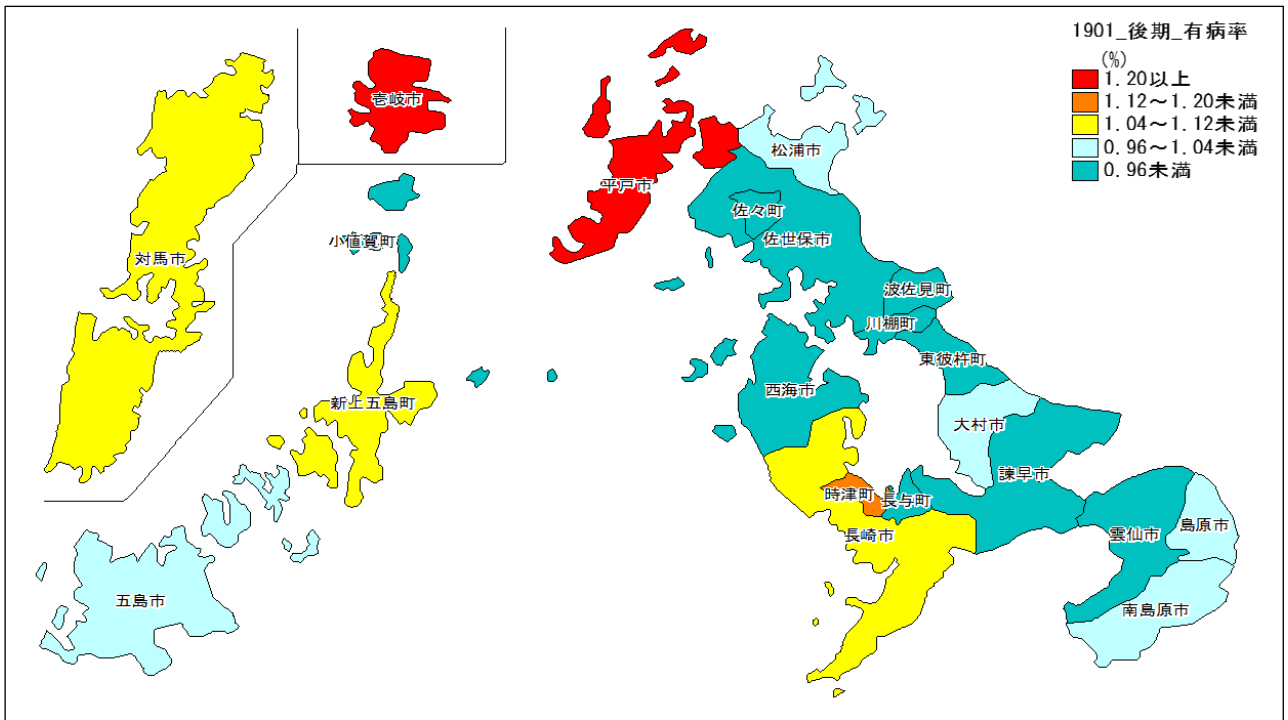 1901_後期_有病率
(%)
1.20以上
1.12～1.20未満
1.04～1.12未満
0.96～1.04未満
0.96未満
壱岐市
松浦市
平戸市
佐々町
小値賀町
佐世保市
対馬市
波佐見町
川棚町
東彼杵町
西海市
新上五島町
大村市
諫早市
時津町
長与町
島原市
長崎市
雲仙市
五島市
南島原市